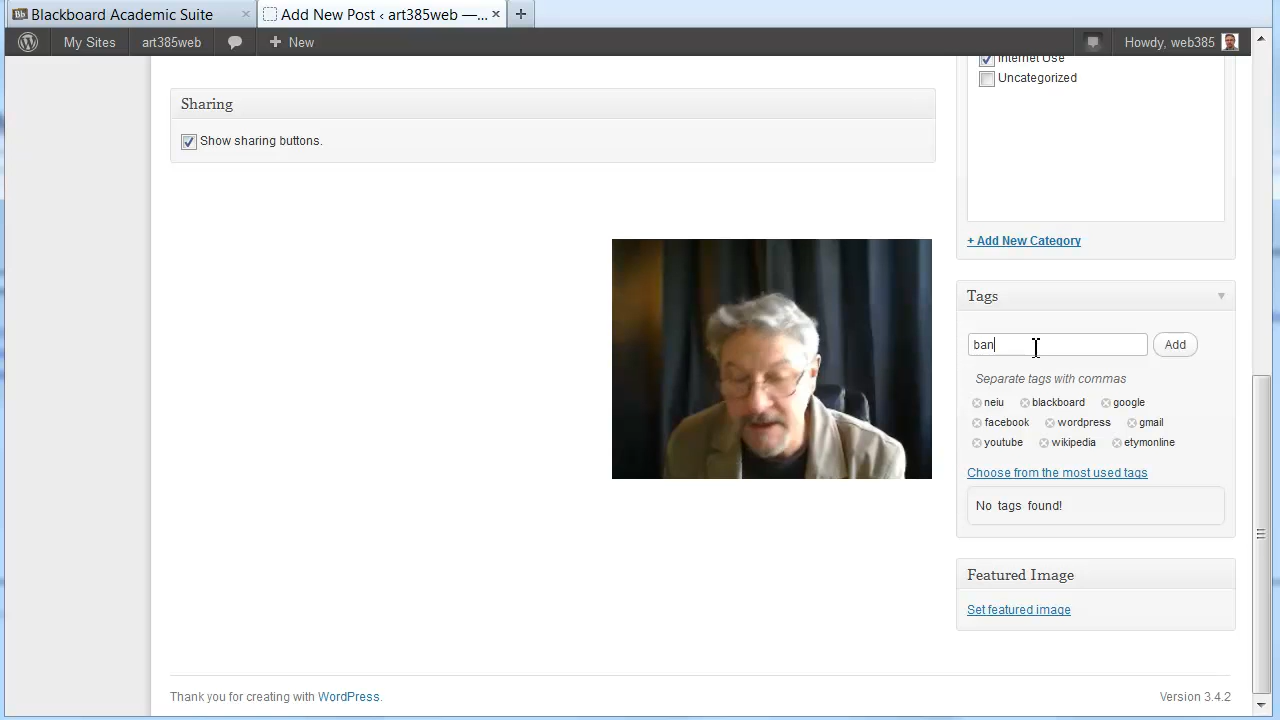 Blackboard Academic Suite
Add New Post ‹ art385web —...
My Sites
art385web
New
Howdy, web385
Internet Use
Uncategorized
Sharing
Show sharing buttons.
+ Add New Category
Tags
ban
Add
Separate tags with commas
neiu blackboard google
facebook wordpress gmail
youtube wikipedia etymonline
Choose from the most used tags
No tags found!
Featured Image
Set featured image
Thank you for creating with WordPress.
Version 3.4.2